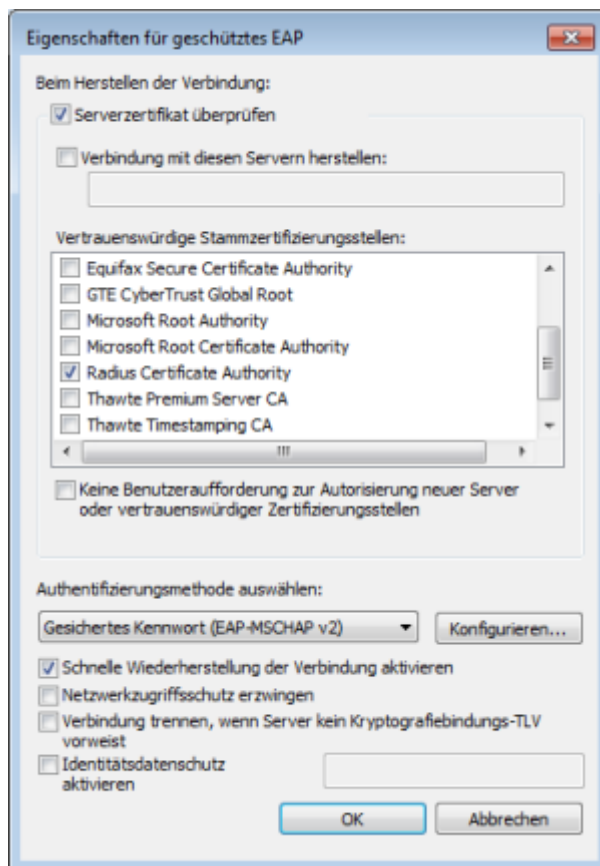 Eigenschaften für geschütztes EAP
Beim Herstellen der Verbindung:
Serverzertifikat überprüfen
Verbindung mit diesen Servern herstellen:
Vertrauenswürdige Stammzertifizierungsstellen:
Equifax Secure Certificate Authority
GTE CyberTrust Global Root
Microsoft Root Authority
Microsoft Root Certificate Authority
Radius Certificate Authority
Thawte Premium Server CA
Thawte Timestamping CA
Keine Benutzeraufforderung zur Autorisierung neuer Server
oder vertrauenswürdiger Zertifizierungsstellen
Authentifizierungsmethode auswählen:
Gesichertes Kennwort (EAP-MSCHAP v2)
Konfigurieren...
Schnelle Wiederherstellung der Verbindung aktivieren
Netzwerkzugriffsschutz erzwingen
Verbindung trennen, wenn Server kein Kryptografiebindungs-TLV
vorweist
Identitätsdatenschutz
aktivieren
OK
Abbrechen